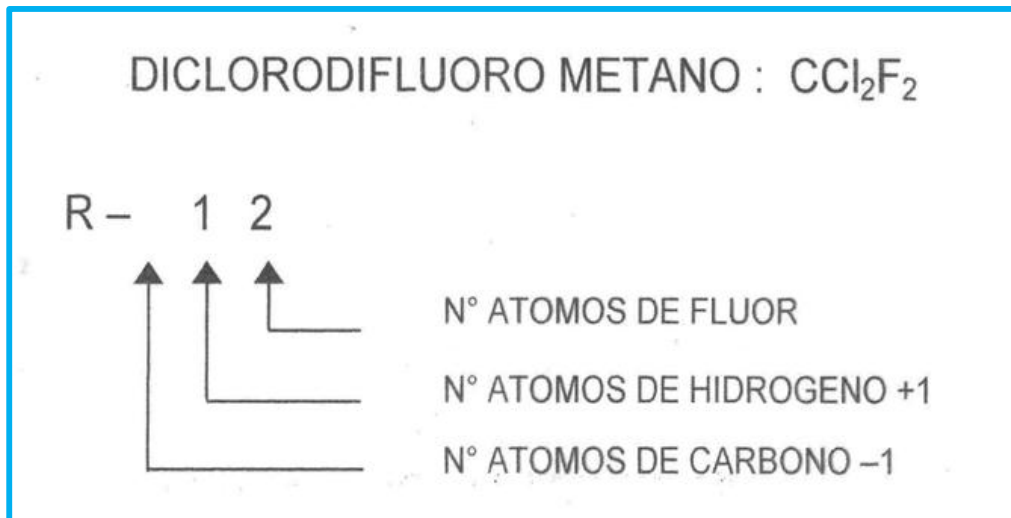 DICLORODIFLUORO METANO : CCl₂F₂
R – 1 2
N° ATOMOS DE FLUOR
N° ATOMOS DE HIDROGENO +1
N° ATOMOS DE CARBONO –1